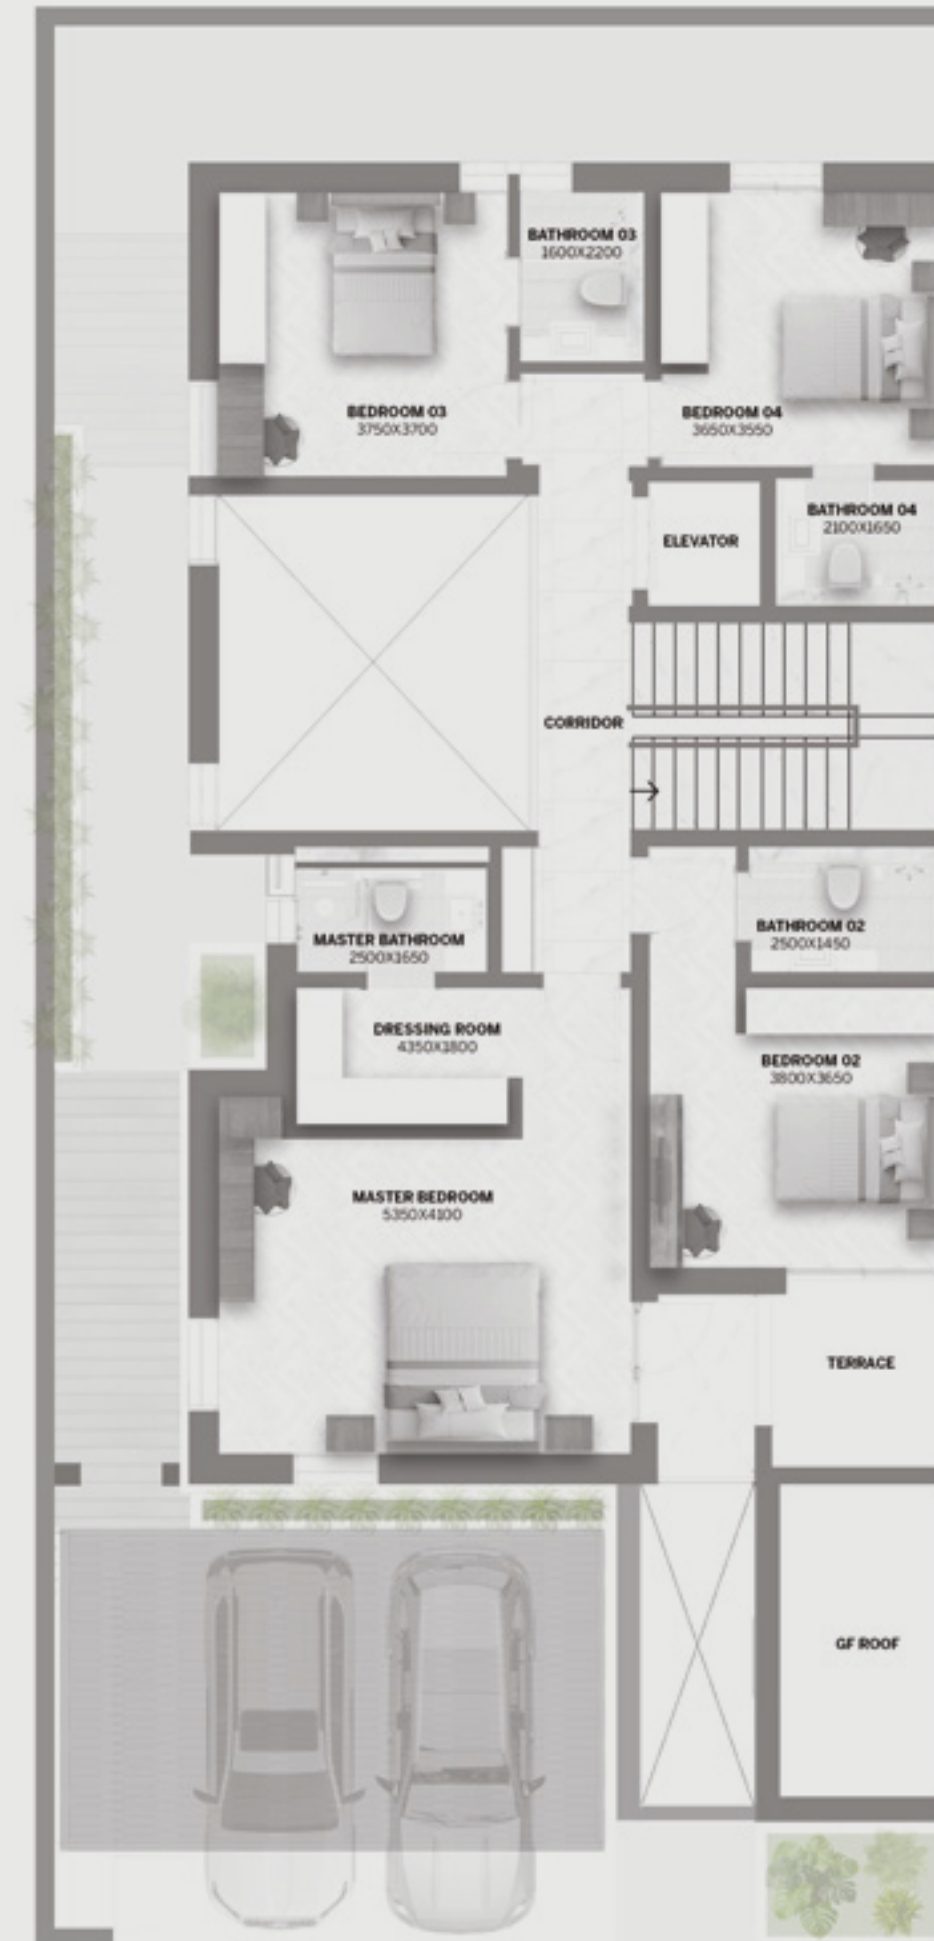 BATHROOM 03
1600X2200
BEDROOM 03
3750X3700
BEDROOM 04
3650X3550
BATHROOM 04
2100X1650
ELEVATOR
CORRIDOR
BATHROOM 02
2500X1450
MASTER BATHROOM
2500X1650
DRESSING ROOM
4350X1800
BEDROOM 02
3800X3650
MASTER BEDROOM
5350X4100
TERRACE
GF ROOF